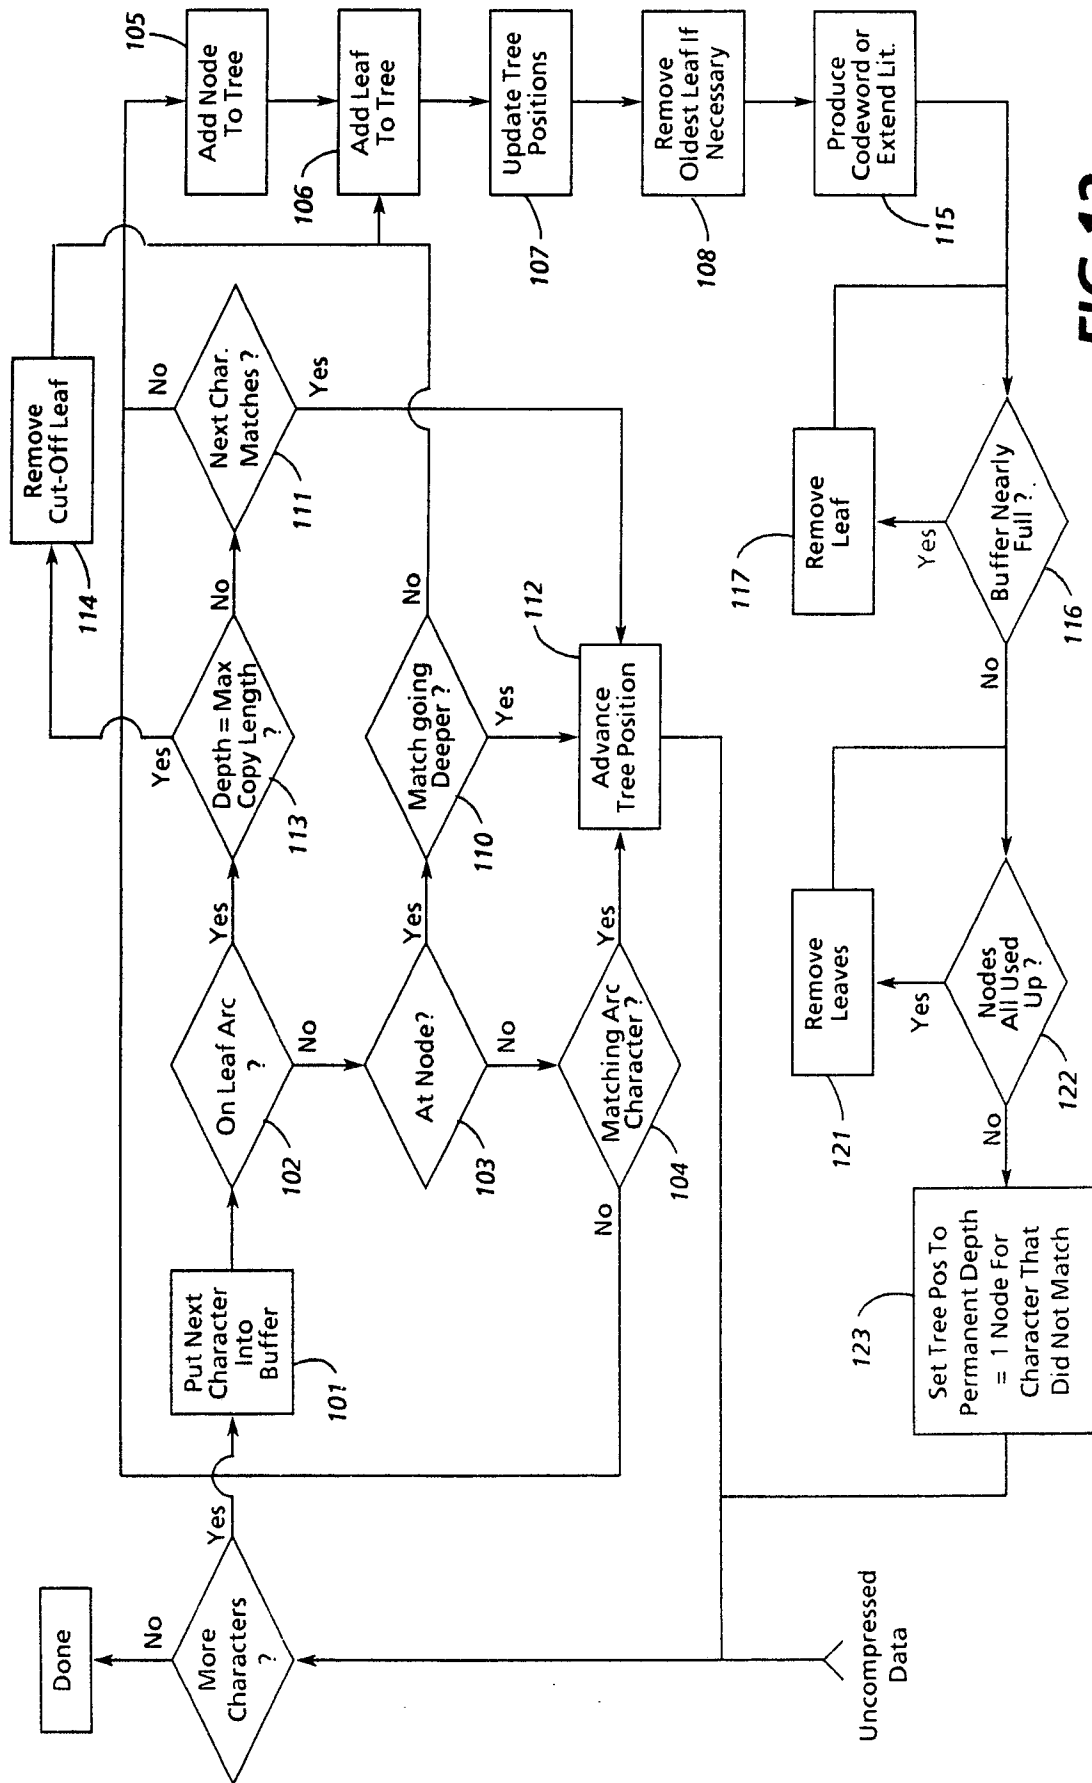 Done
No
More
Characters
?
Yes
Uncompressed
Data
Put Next
Character
Into
Buffer
101
On Leaf Arc
?
102
Yes
No
At Node?
103
Yes
No
Matching Arc
Character ?
104
Yes
No
Depth = Max
Copy Length
?
113
Yes
No
Remove
Cut-Off Leaf
114
Next Char.
Matches ?
111
No
Yes
Match going
Deeper ?
110
No
Yes
Advance
Tree Position
112
Add Node
To Tree
105
Add Leaf
To Tree
106
Update Tree
Positions
107
Remove
Oldest Leaf If
Necessary
108
Produce
Codeword or
Extend Lit.
115
Buffer Nearly
Full ?
116
Yes
No
Remove
Leaf
117
Nodes
All Used
Up ?
122
Yes
No
Remove
Leaves
121
Set Tree Pos To
Permanent Depth
= 1 Node For
Character That
Did Not Match
123